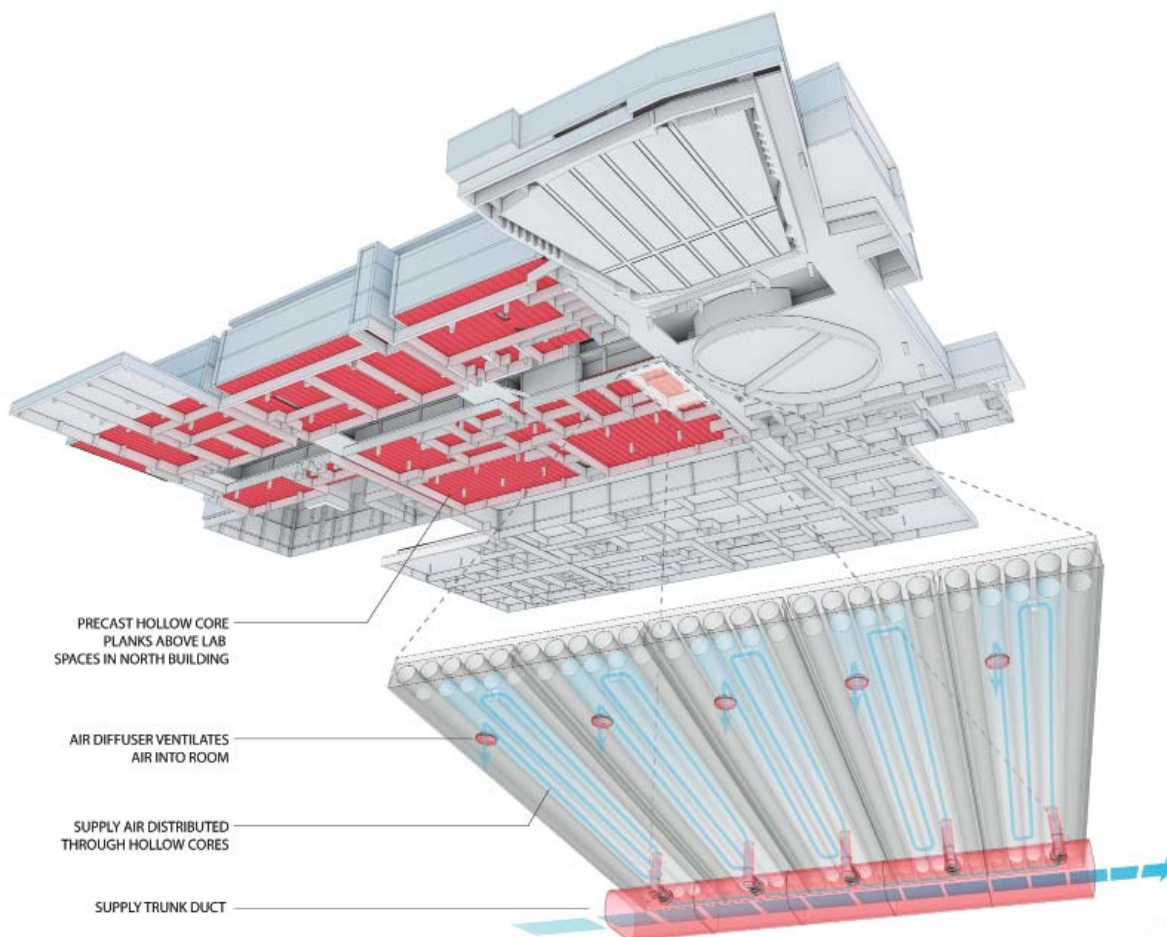 PRECAST HOLLOW CORE
PLANKS ABOVE LAB
SPACES IN NORTH BUILDING
AIR DIFFUSER VENTILATES
AIR INTO ROOM
SUPPLY AIR DISTRIBUTED
THROUGH HOLLOW CORES
SUPPLY TRUNK DUCT